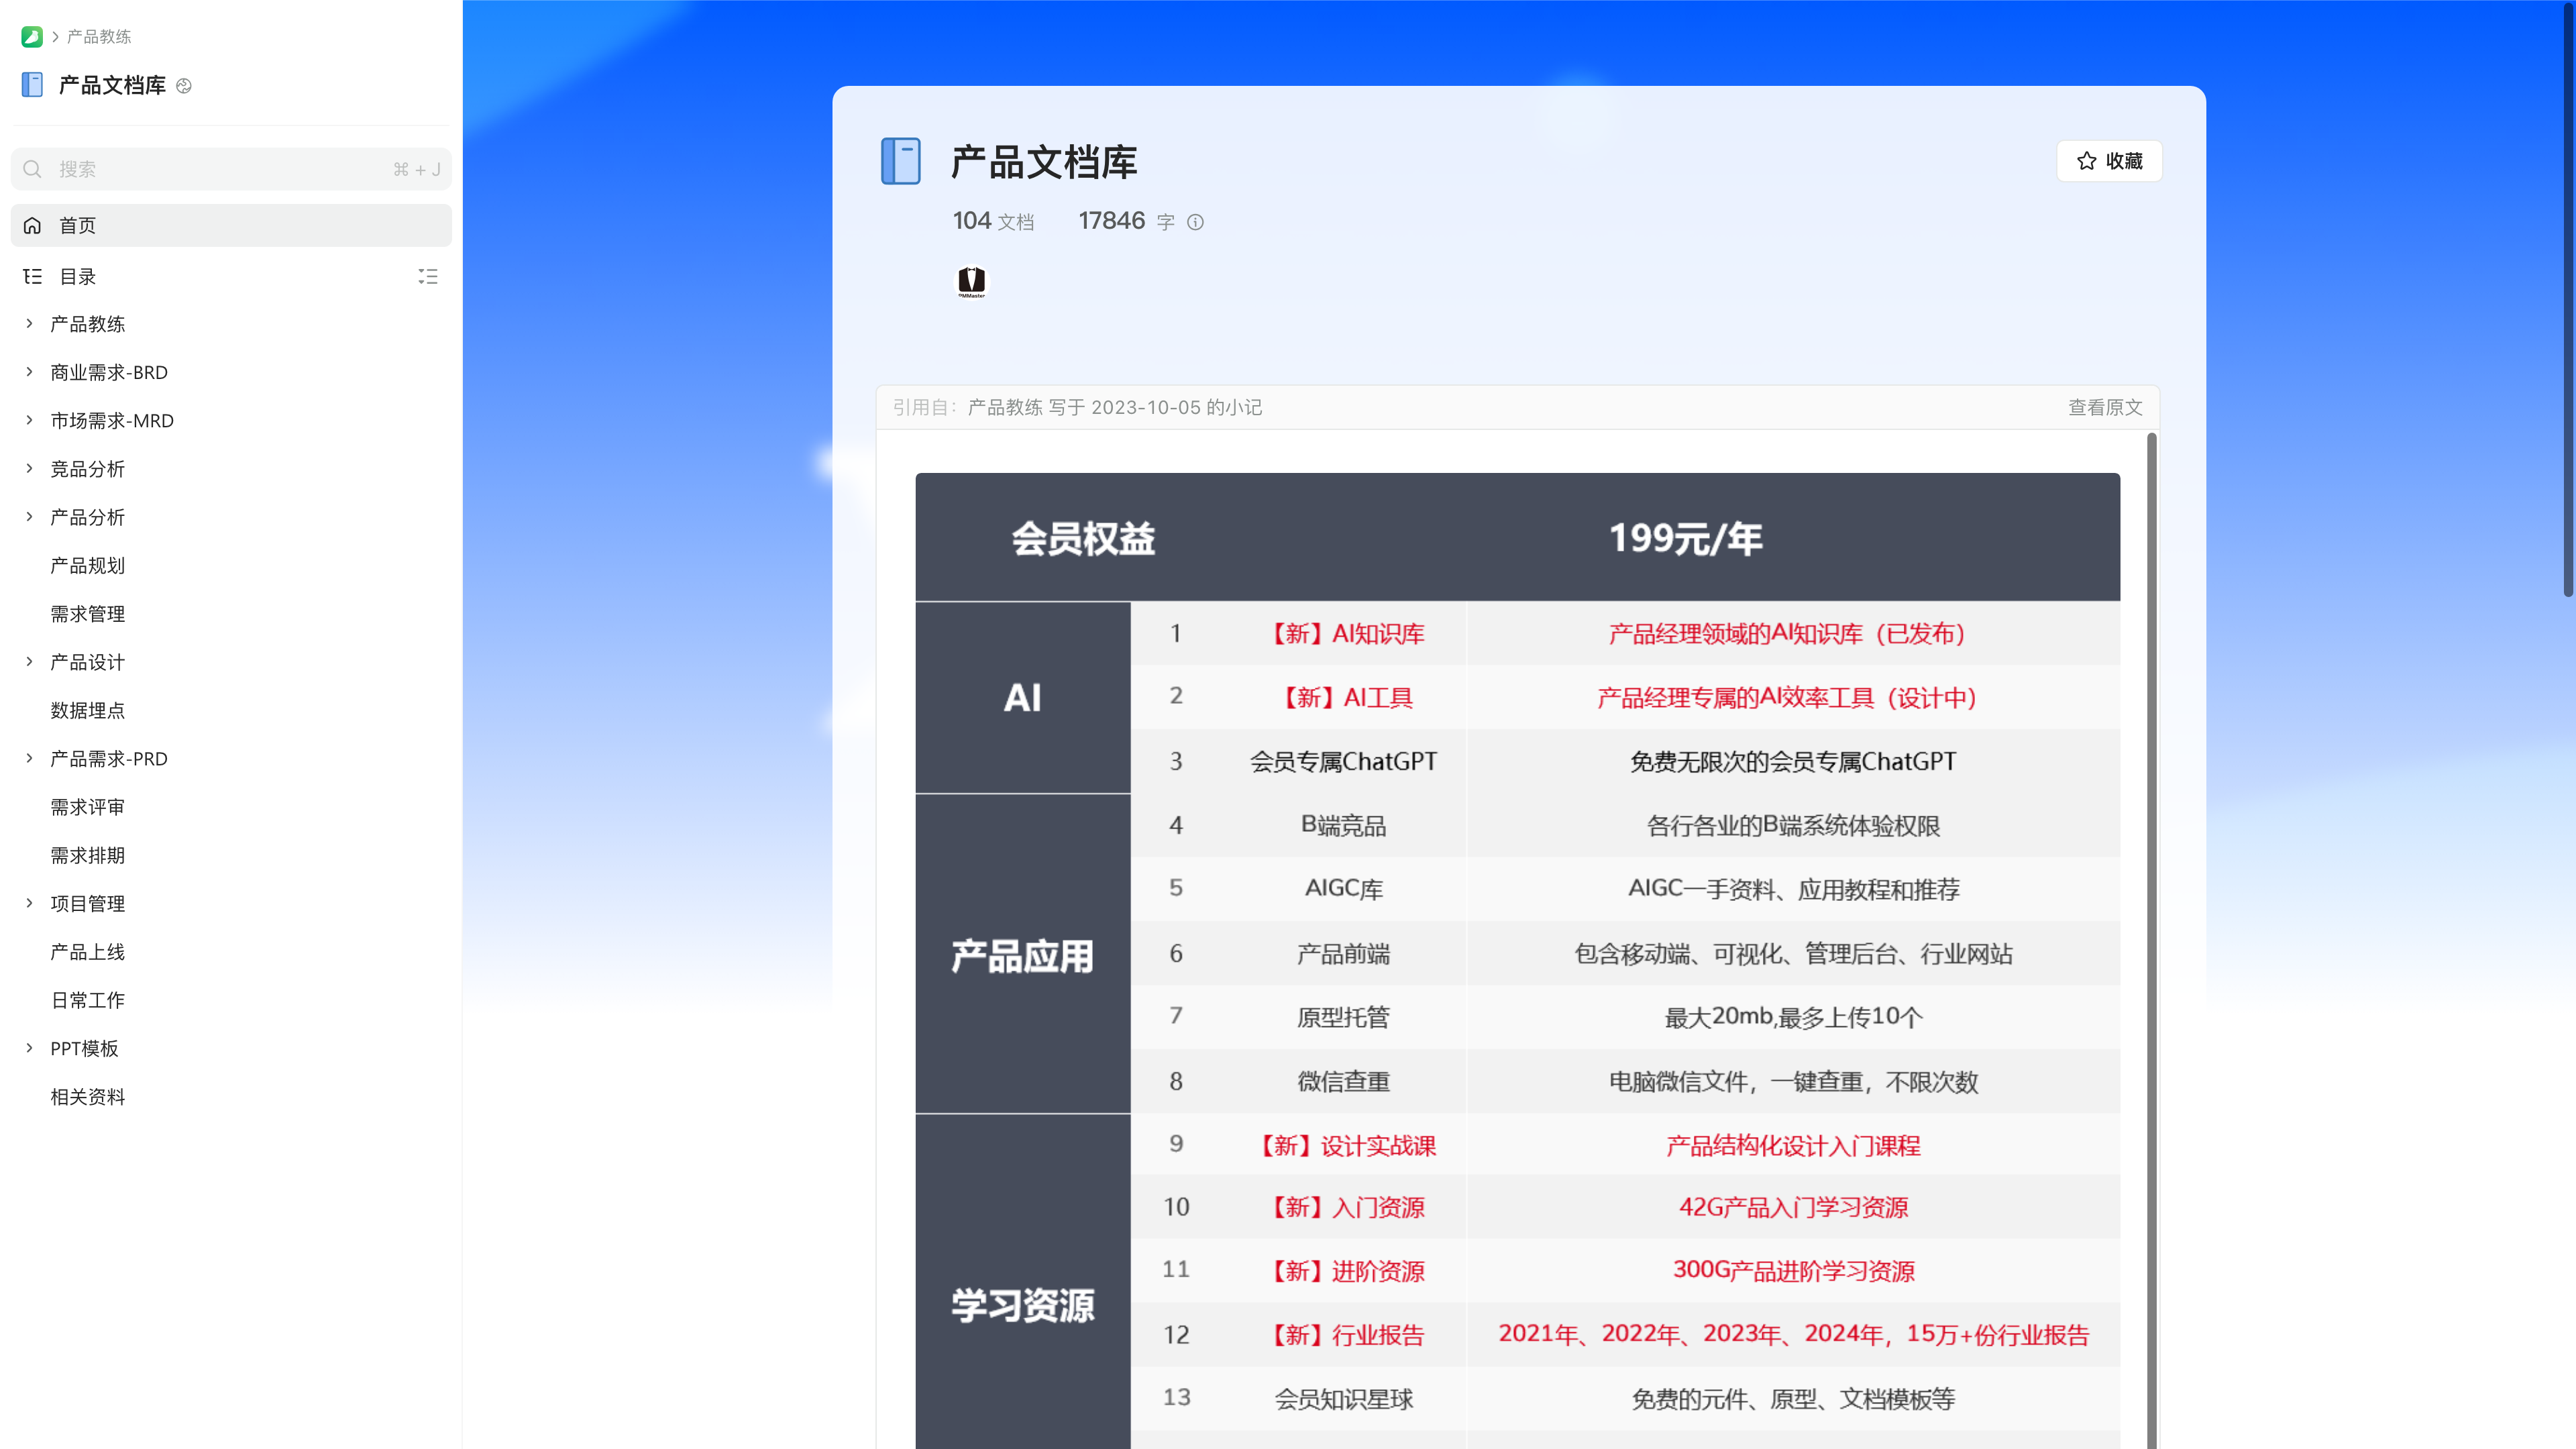 产品教练
产品文档库
搜索
⌘ + J
首页
目录
产品教练
商业需求-BRD
市场需求-MRD
竞品分析
产品分析
产品规划
需求管理
产品设计
数据埋点
产品需求-PRD
需求评审
需求排期
项目管理
产品上线
日常工作
PPT模板
相关资料
产品文档库
收藏
104 文档 17846 字
引用自：产品教练 写于 2023-10-05 的小记
查看原文
会员权益 199元/年
AI
1 【新】AI知识库 产品经理领域的AI知识库（已发布）
2 【新】AI工具 产品经理专属的AI效率工具（设计中）
3 会员专属ChatGPT 免费无限次的会员专属ChatGPT
产品应用
4 B端竞品 各行各业的B端系统体验权限
5 AIGC库 AIGC一手资料、应用教程和推荐
6 产品前端 包含移动端、可视化、管理后台、行业网站
7 原型托管 最大20mb,最多上传10个
8 微信查重 电脑微信文件，一键查重，不限次数
学习资源
9 【新】设计实战课 产品结构化设计入门课程
10 【新】入门资源 42G产品入门学习资源
11 【新】进阶资源 300G产品进阶学习资源
12 【新】行业报告 2021年、2022年、2023年、2024年，15万+份行业报告
13 会员知识星球 免费的元件、原型、文档模板等